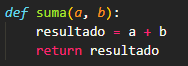 def suma(a, b):
    resultado = a + b
    return resultado